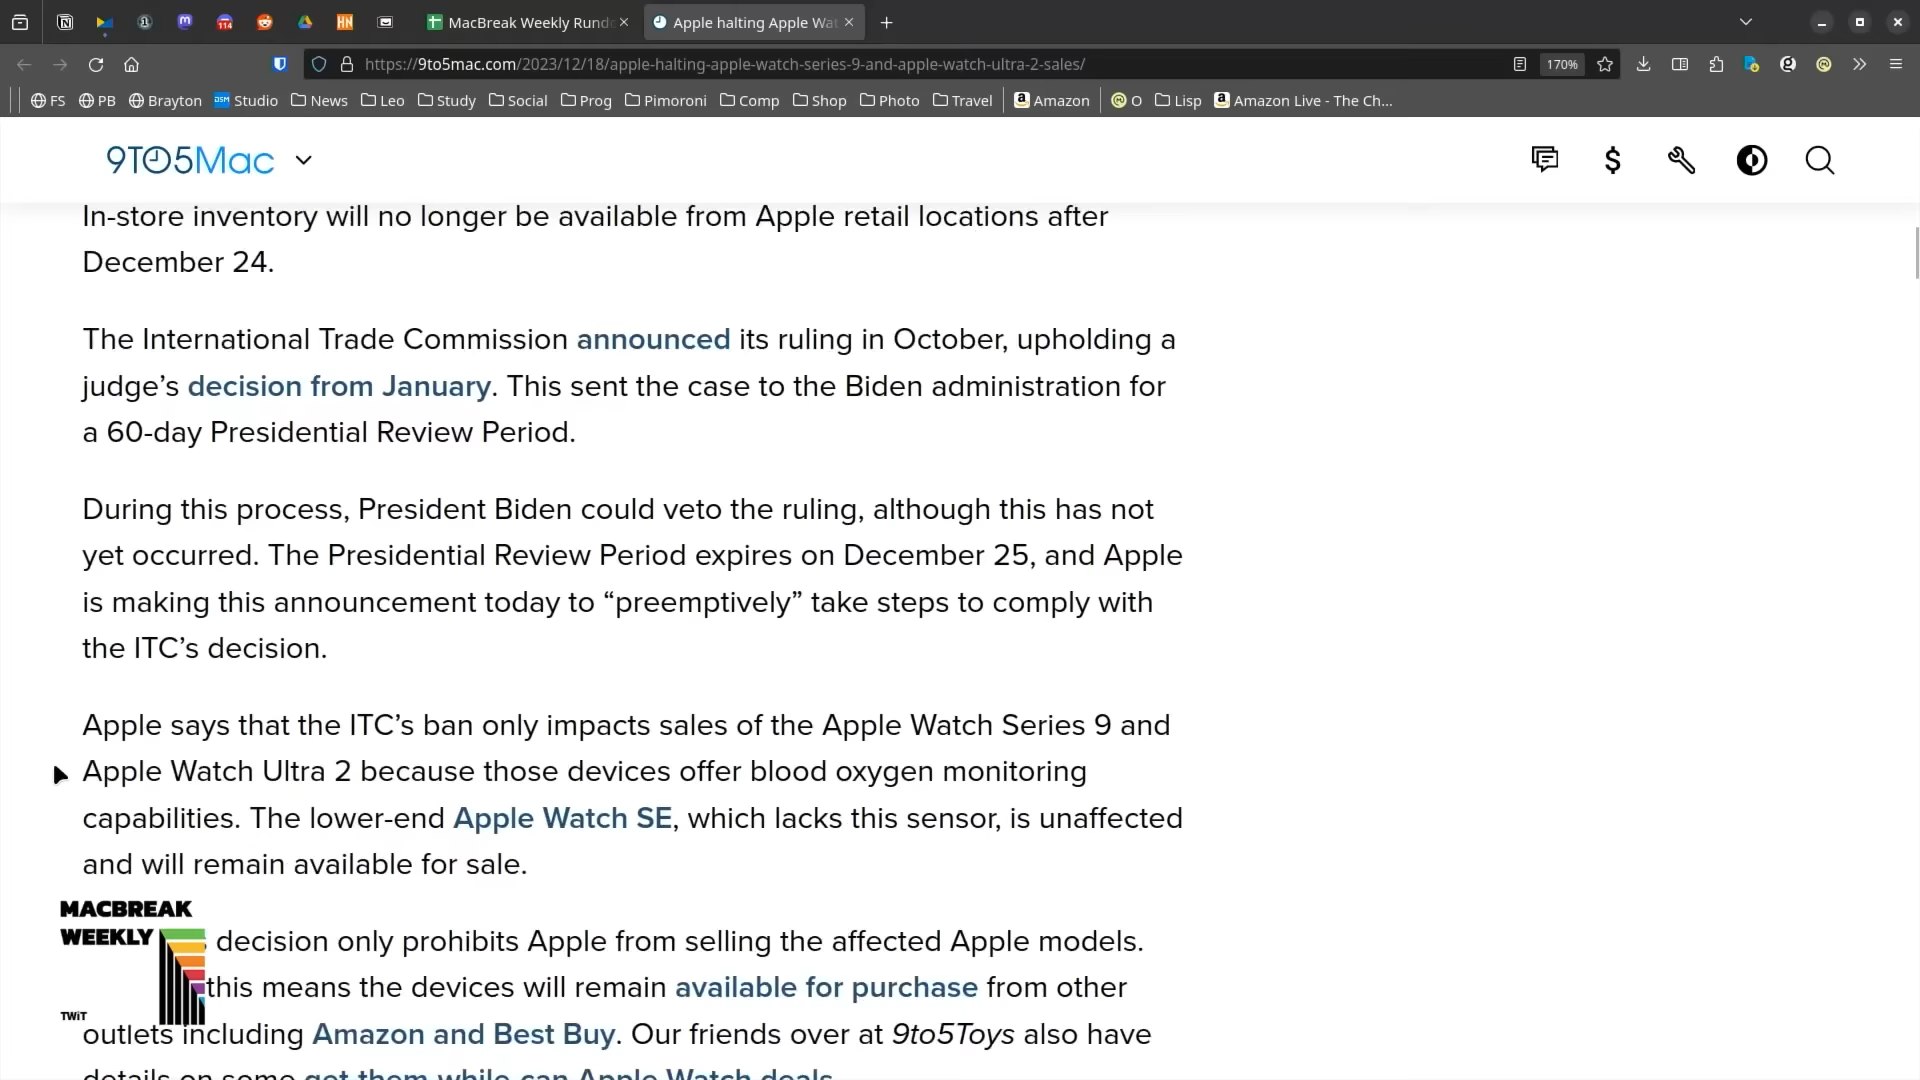 114
HN
MacBreak Weekly Rund
Apple halting Apple Wat
https://9to5mac.com/2023/12/18/apple-halting-apple-watch-series-9-and-apple-watch-ultra-2-sales/
170%
FS
PB
Brayton
DSM Studio
News
Leo
Study
Social
Prog
Pimoroni
Comp
Shop
Photo
Travel
Amazon
O
Lisp
Amazon Live - The Ch...
9TO5Mac
In-store inventory will no longer be available from Apple retail locations after
December 24.
The International Trade Commission announced its ruling in October, upholding a
judge’s decision from January. This sent the case to the Biden administration for
a 60-day Presidential Review Period.
During this process, President Biden could veto the ruling, although this has not
yet occurred. The Presidential Review Period expires on December 25, and Apple
is making this announcement today to “preemptively” take steps to comply with
the ITC’s decision.
Apple says that the ITC’s ban only impacts sales of the Apple Watch Series 9 and
Apple Watch Ultra 2 because those devices offer blood oxygen monitoring
capabilities. The lower-end Apple Watch SE, which lacks this sensor, is unaffected
and will remain available for sale.
MACBREAK
WEEKLY
TWiT
decision only prohibits Apple from selling the affected Apple models.
this means the devices will remain available for purchase from other
outlets including Amazon and Best Buy. Our friends over at 9to5Toys also have
details on some get them while can Apple Watch deals